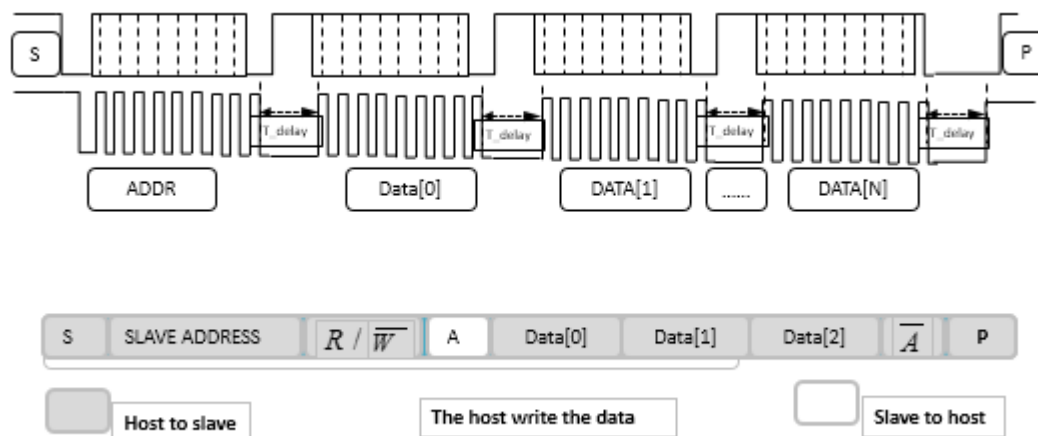 S P
T_delay T_delay T_delay T_delay
ADDR Data[0] DATA[1] ...... DATA[N]
S SLAVE ADDRESS R / W̅ A Data[0] Data[1] Data[2] A̅ P
Host to slave The host write the data Slave to host